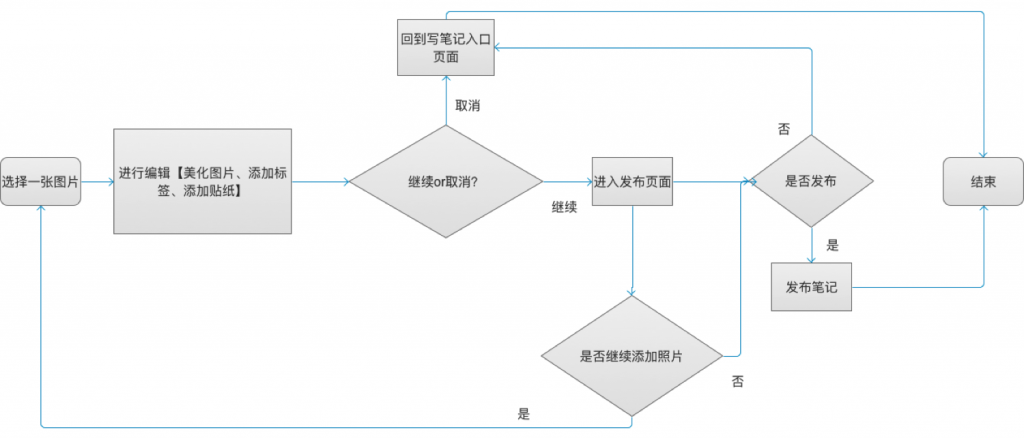 回到写笔记入口
页面
取消
否
选择一张图片
进行编辑【美化图片、添加标
签、添加贴纸】
继续or取消?
继续
进入发布页面
是否发布
结束
是
发布笔记
是否继续添加照片
否
是